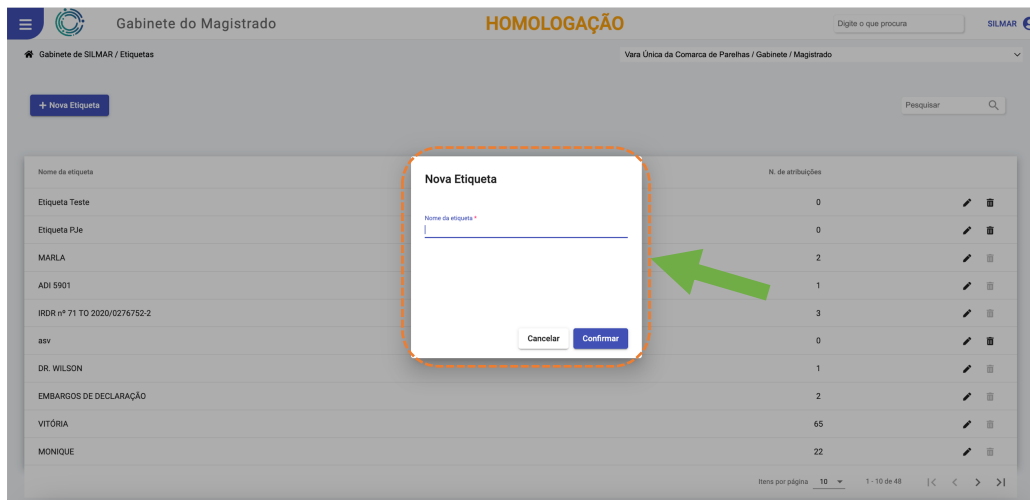 Gabinete do Magistrado
HOMOLOGAÇÃO
Digite o que procura
SILMAR
Gabinete de SILMAR / Etiquetas
Vara Única da Comarca de Parelhas / Gabinete / Magistrado
+ Nova Etiqueta
Pesquisar
Nome da etiqueta
N. de atribuições
Etiqueta Teste 0
Etiqueta PJe 0
MARLA 2
ADI 5901 1
IRDR nº 71 TO 2020/0276752-2 3
asv 0
DR. WILSON 1
EMBARGOS DE DECLARAÇÃO 2
VITÓRIA 65
MONIQUE 22
Nova Etiqueta
Nome da etiqueta *
Cancelar Confirmar
Itens por página 10 1 - 10 de 48